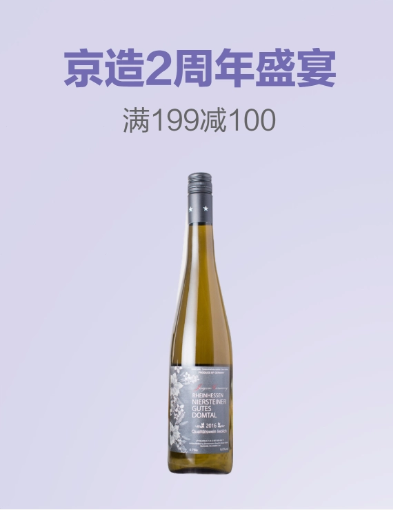 京造2周年盛宴
满199减100
RHEINHESSEN
NIERSTEINER
GUTES
DOMTAL
2016
Qualitätswein